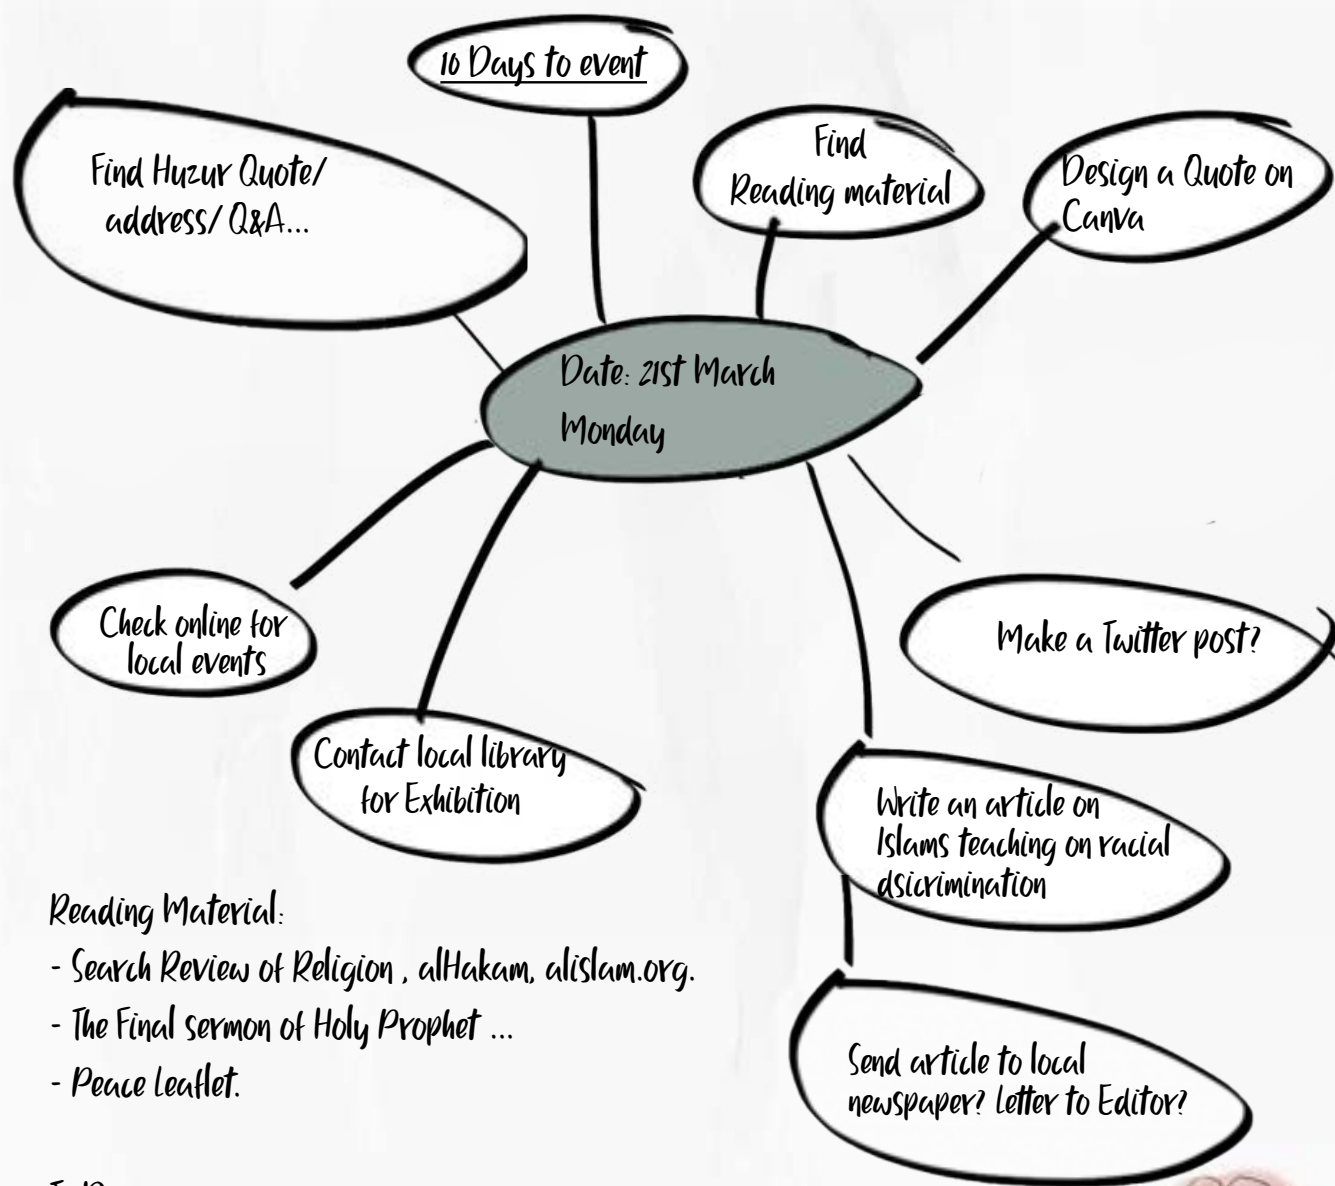 10 Days to event
Find Huzur Quote/
address/ Q&A...
Find
Reading material
Design a Quote on
Canva
Date: 21st March
Monday
Check online for
local events
Contact local library
for Exhibition
Make a Twitter post?
Write an article on
Islams teaching on racial
dsicrimination
Send article to local
newspaper? Letter to Editor?
Reading Material:
- Search Review of Religion , alHakam, alislam.org.
- The Final sermon of Holy Prophet ...
- Peace Leaflet.